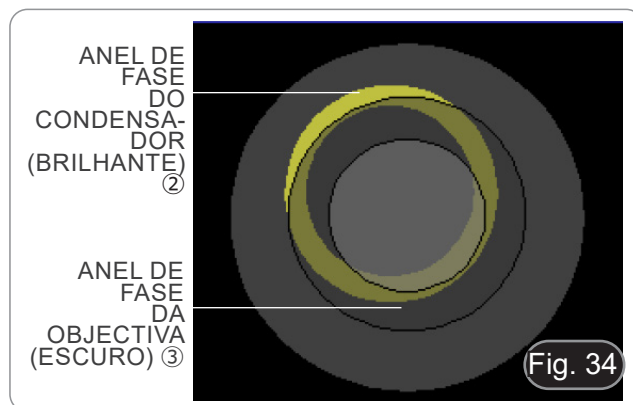 ANEL DE
FASE
DO
CONDENSA-
DOR
(BRILHANTE)
②
ANEL DE
FASE
DA
OBJECTIVA
(ESCURO) ③
Fig. 34